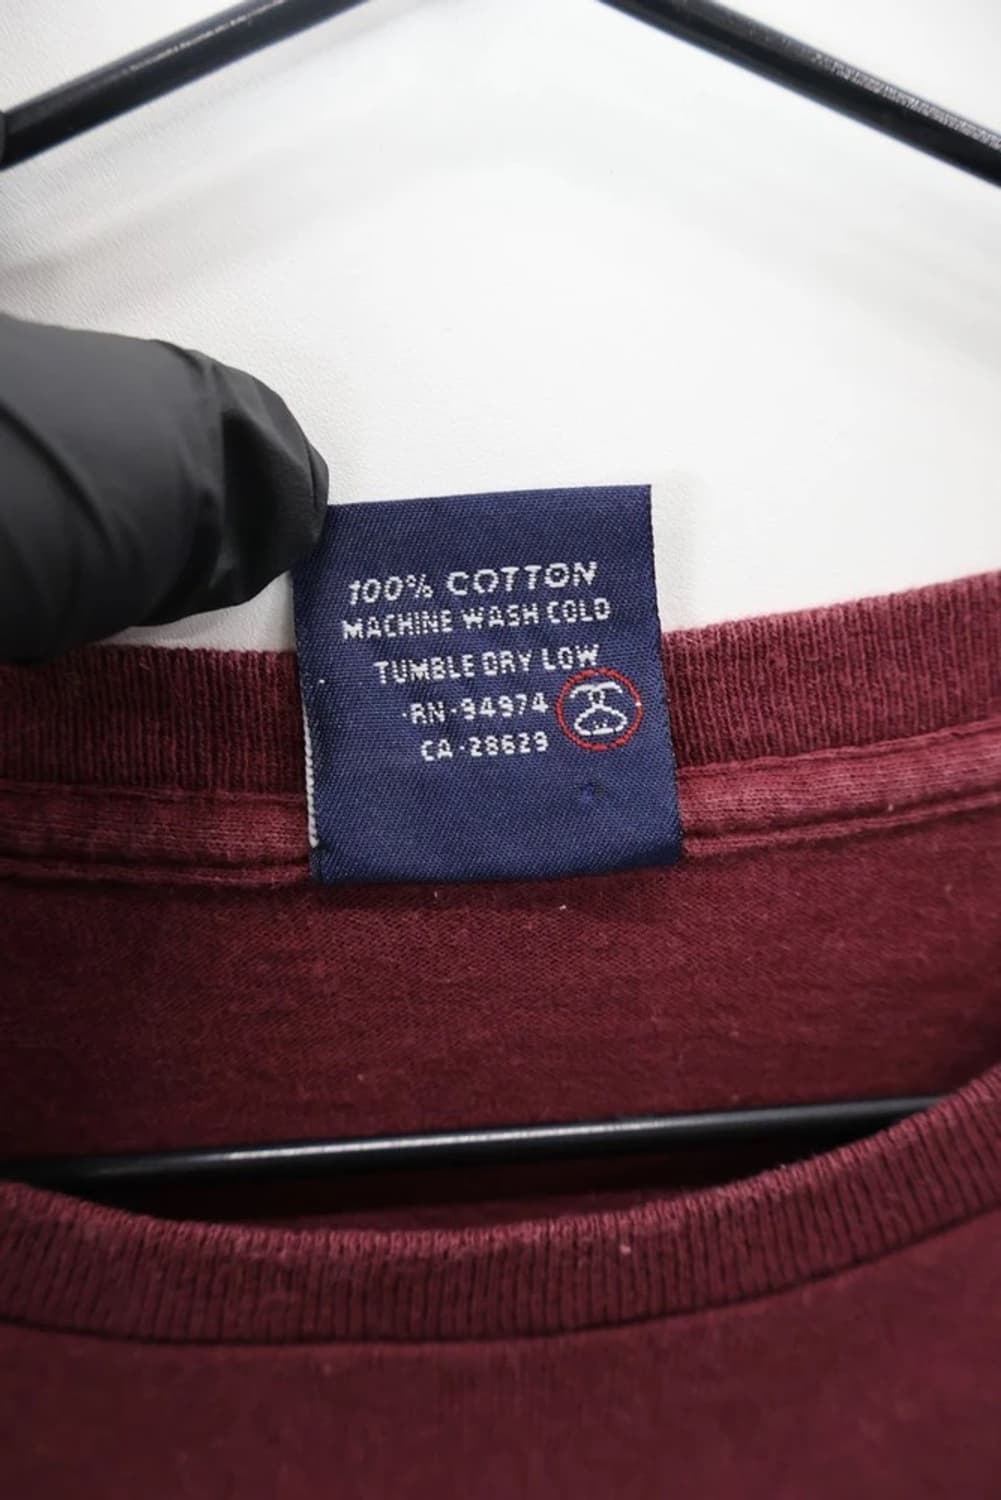 100% COTTON
MACHINE WASH COLD
TUMBLE DRY LOW
·RN-94974
CA-28629